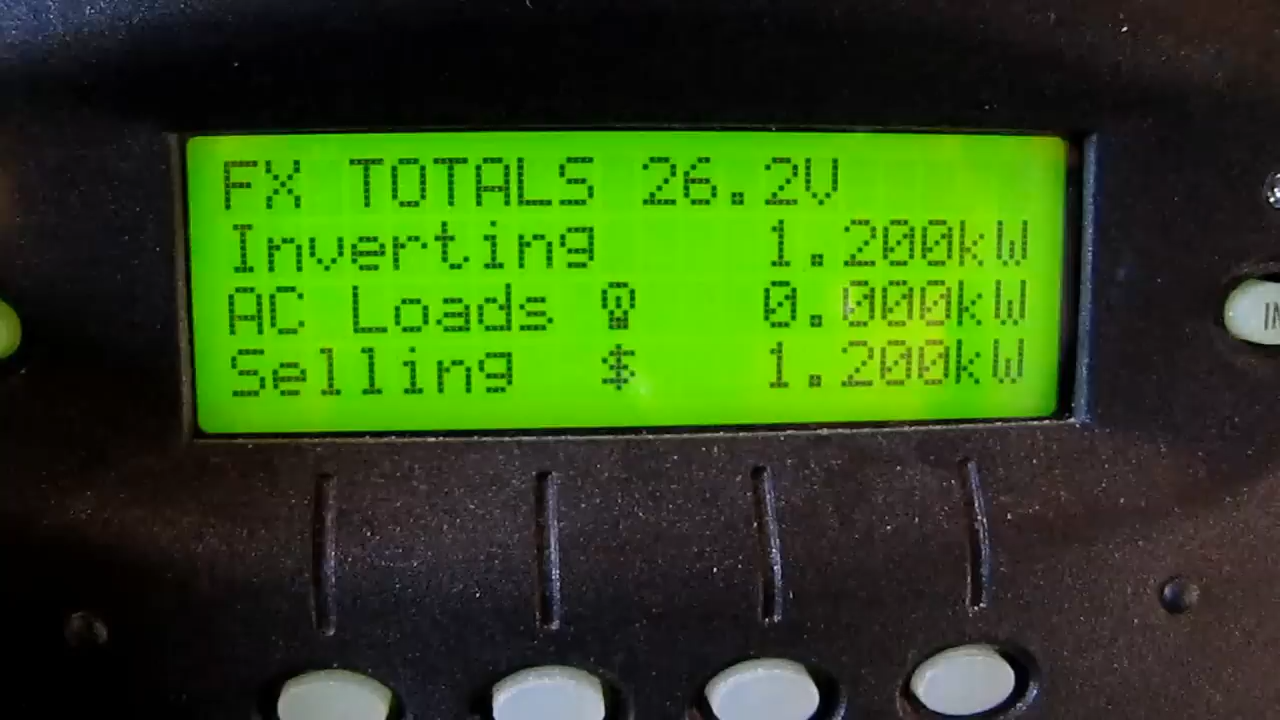 FX TOTALS 26.2V
Inverting 1.200kW
AC Loads 0.000kW
Selling $ 1.200kW